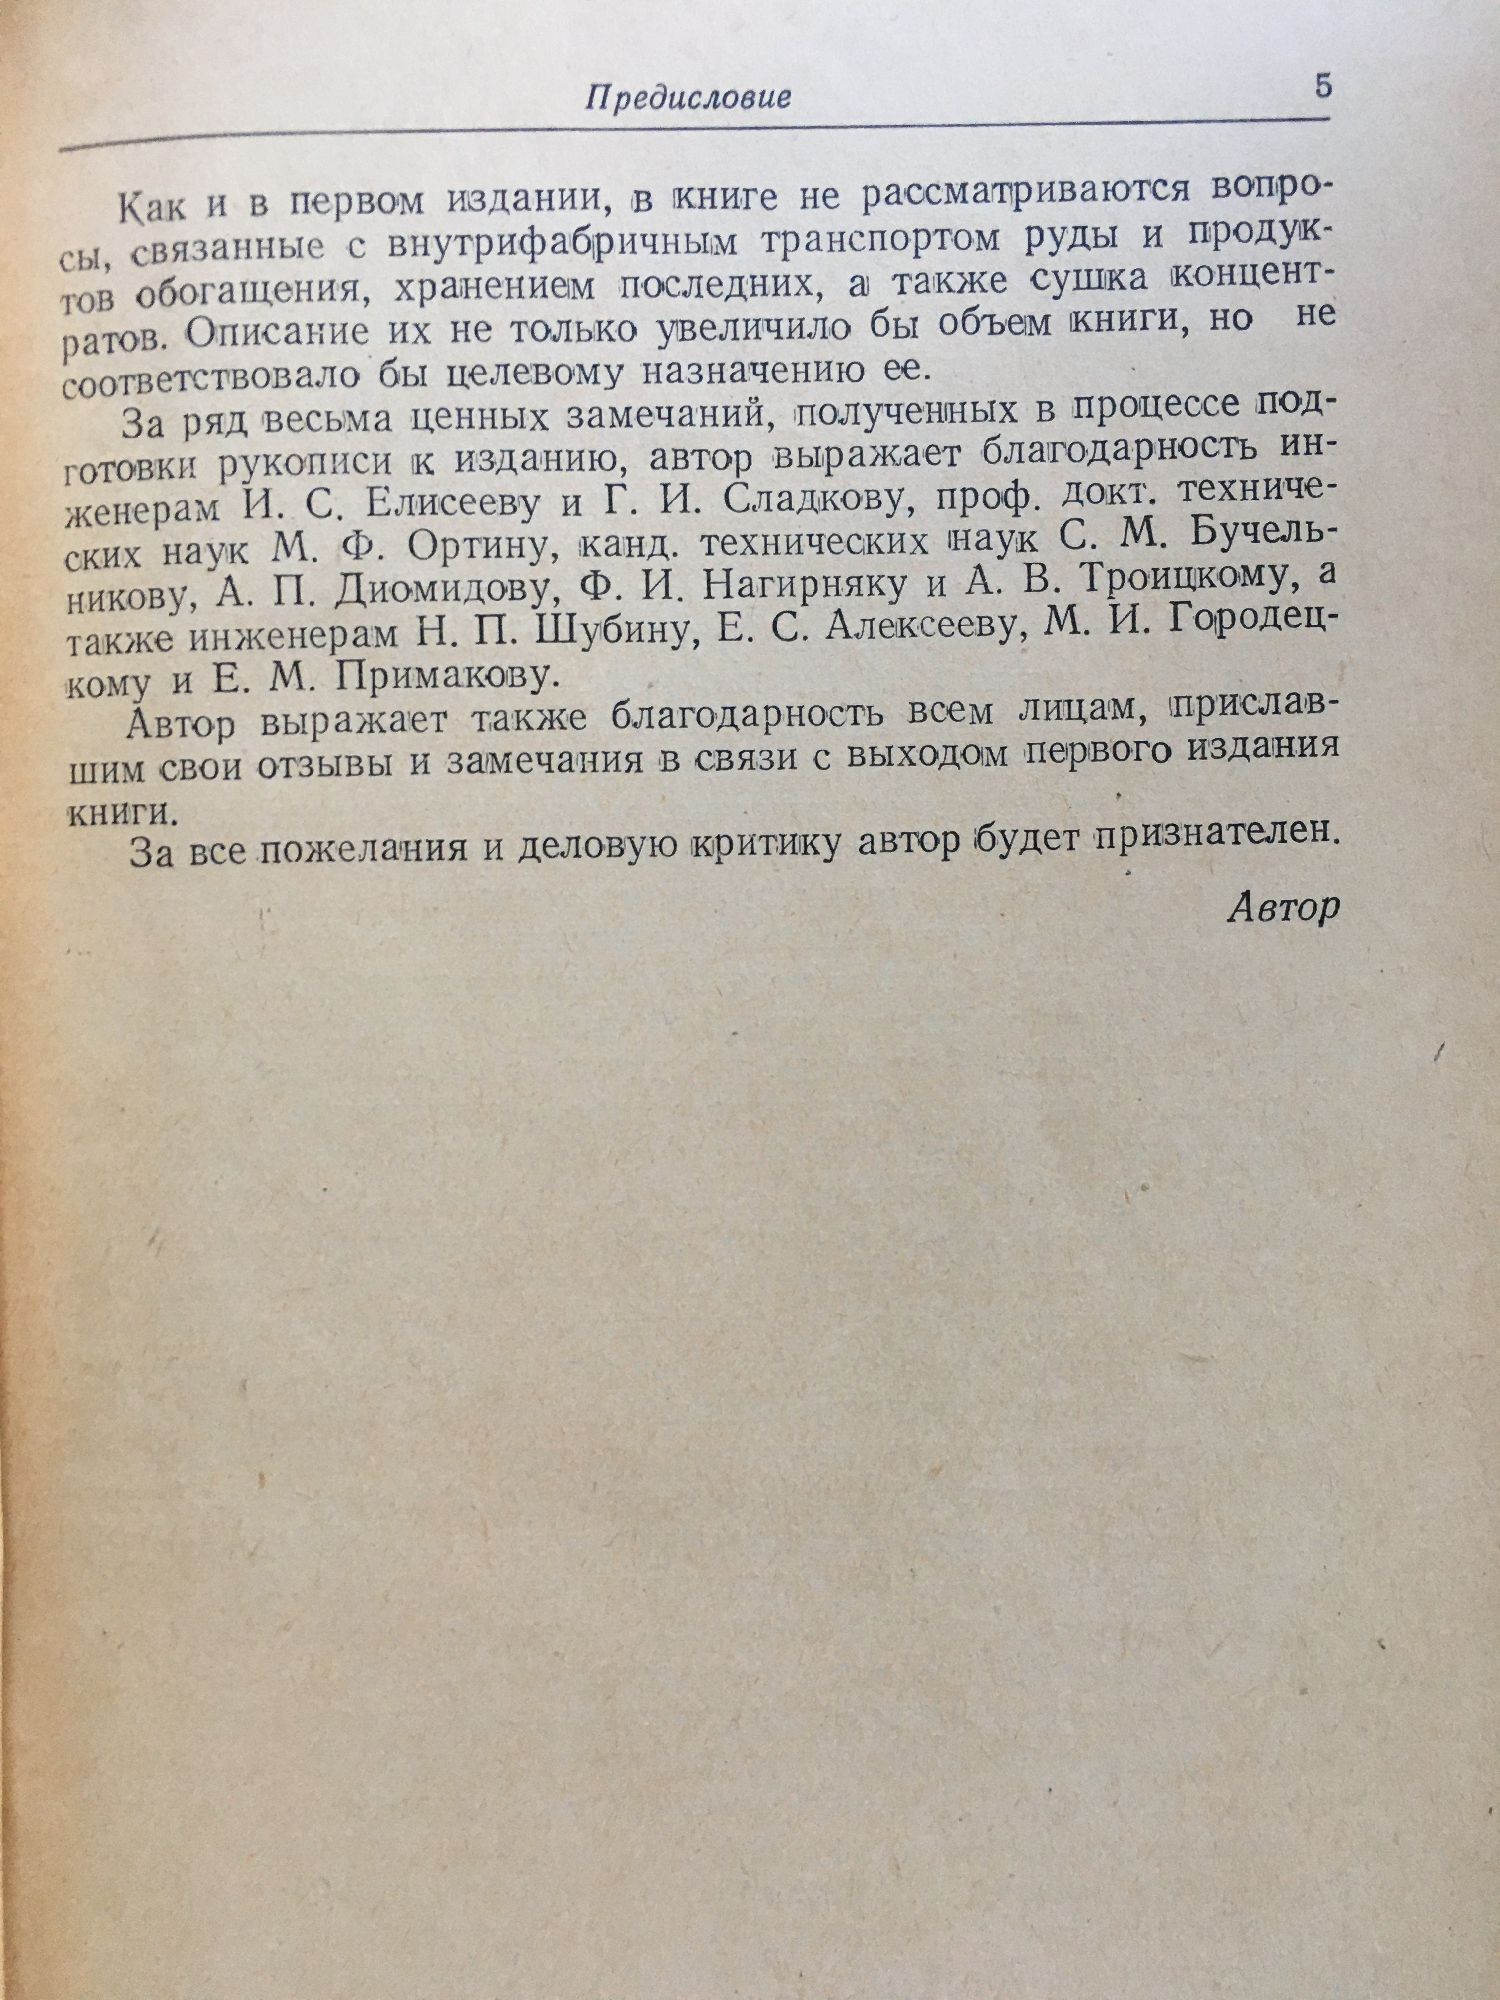 Предисловие 5
Как и в первом издании, в книге не рассматриваются вопро-
сы, связанные с внутрифабричным транспортом руды и продук-
тов обогащения, хранением последних, а также сушка концент-
ратов. Описание их не только увеличило бы объем книги, но не
соответствовало бы целевому назначению ее.
За ряд весьма ценных замечаний, полученных в процессе под-
готовки рукописи к изданию, автор выражает благодарность ин-
женерам И. С. Елисееву и Г. И. Сладкову, проф. докт. техниче-
ских наук М. Ф. Ортину, канд. технических наук С. М. Бучель-
никову, А. П. Диомидову, Ф. И. Нагирняку и А. В. Троицкому, а
также инженерам Н. П. Шубину, Е. С. Алексееву, М. И. Городец-
кому и Е. М. Примакову.
Автор выражает также благодарность всем лицам, прислав-
шим свои отзывы и замечания в связи с выходом первого издания
книги.
За все пожелания и деловую критику автор будет признателен.
Автор